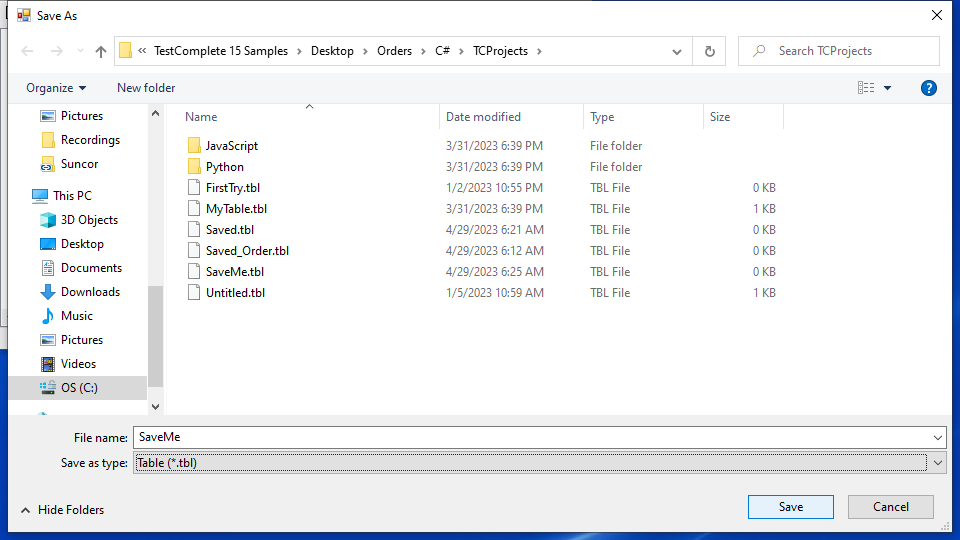 Save As
« TestComplete 15 Samples > Desktop > Orders > C# > TCProjects >
Search TCProjects
Organize
New folder
?
Pictures
Recordings
Suncor
This PC
3D Objects
Desktop
Documents
Downloads
Music
Pictures
Videos
OS (C:)
Name Date modified Type Size
JavaScript 3/31/2023 6:39 PM File folder
Python 3/31/2023 6:39 PM File folder
FirstTry.tbl 1/2/2023 10:55 PM TBL File 0 KB
MyTable.tbl 3/31/2023 6:39 PM TBL File 1 KB
Saved.tbl 4/29/2023 6:21 AM TBL File 0 KB
Saved_Order.tbl 4/29/2023 6:12 AM TBL File 0 KB
SaveMe.tbl 4/29/2023 6:25 AM TBL File 0 KB
Untitled.tbl 1/5/2023 10:59 AM TBL File 1 KB
File name: SaveMe
Save as type: Table (*.tbl)
Hide Folders
Save
Cancel